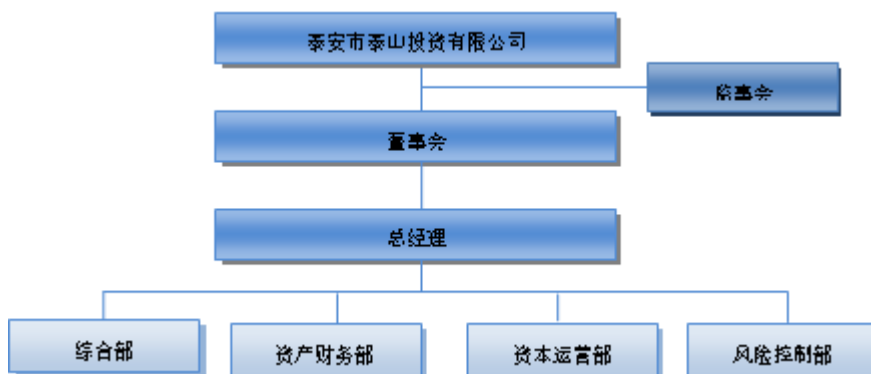 泰安市泰山投资有限公司
监事会
董事会
总经理
综合部
资产财务部
资本运营部
风险控制部